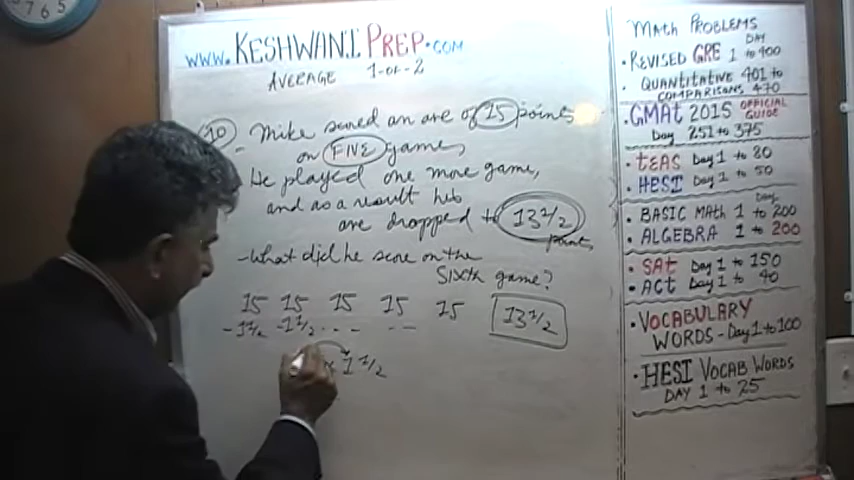 www.KESHWANI PREP.COM
AVERAGE 1-OF-2
10 - Mike scored an ave of 15 points
on FIVE games
He played one more game,
and as a result his
ave dropped to 13 1/2
points
-What did he score on the
Sixth game?
15 15 15 15 15 13 1/2
-1 1/2 -1 1/2 -- --
× 1 1/2
MATH PROBLEMS
DAY
• REVISED GRE 1 to 400
• QUANTITATIVE 401 to
COMPARISONS 470
• GMAT 2015 OFFICIAL GUIDE
Day 251 to 375
• TEAS Day 1 to 80
• HESI Day 1 to 50
Day
• BASIC MATH 1 to 200
• ALGEBRA 1 to 200
• SAT Day 1 to 150
• ACT Day 1 to 40
• VOCABULARY
WORDS - Day 1 to 100
• HESI VOCAB WORDS
DAY 1 to 25
7 6 5